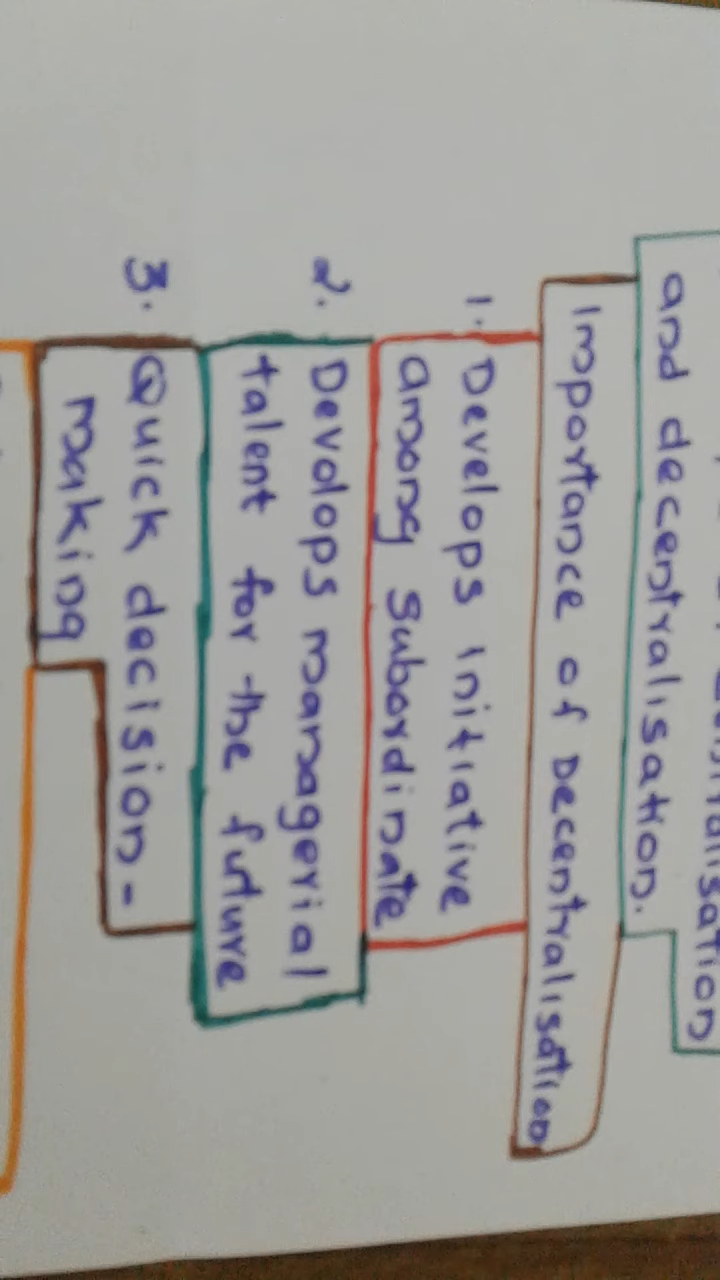 and decentralisation.
Importance of Decentralisation
1. Develops Initiative
among subordinate
2. Devolops managerial
talent for the future
3. Quick decision-
making